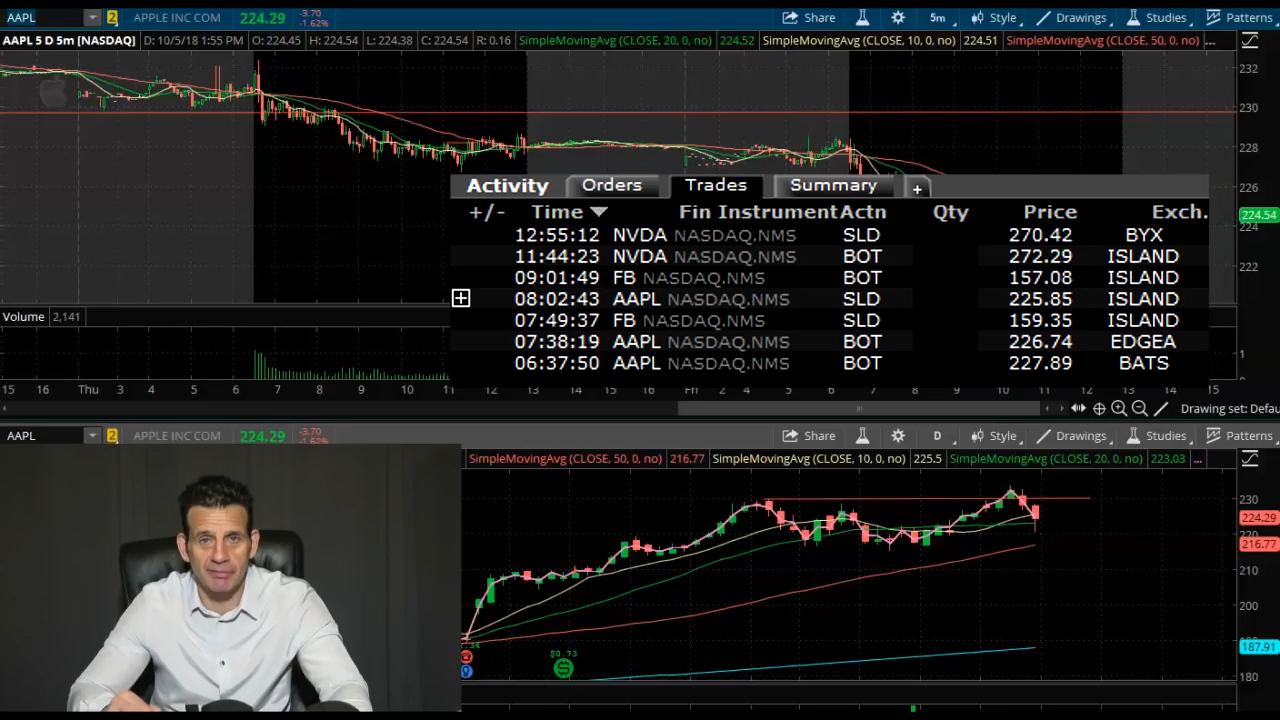 AAPL 2 APPLE INC COM 224.29 -3.70 -1.62% Share 5m Style Drawings Studies Patterns
AAPL 5 D 5m [NASDAQ] D: 10/5/18 1:55 PM O: 224.45 H: 224.54 L: 224.38 C: 224.54 R: 0.16 SimpleMovingAvg (CLOSE, 20, 0, no) 224.52 SimpleMovingAvg (CLOSE, 10, 0, no) 224.51 SimpleMovingAvg (CLOSE, 50, 0, no) ...
232
230
228
226
224.54
224
222
Activity Orders Trades Summary +
+/- Time Fin Instrument Actn Qty Price Exch.
12:55:12 NVDA NASDAQ.NMS SLD 270.42 BYX
11:44:23 NVDA NASDAQ.NMS BOT 272.29 ISLAND
09:01:49 FB NASDAQ.NMS BOT 157.08 ISLAND
08:02:43 AAPL NASDAQ.NMS SLD 225.85 ISLAND
07:49:37 FB NASDAQ.NMS SLD 159.35 ISLAND
07:38:19 AAPL NASDAQ.NMS BOT 226.74 EDGEA
06:37:50 AAPL NASDAQ.NMS BOT 227.89 BATS
Volume 2,141
1
15 16 Thu 3 4 5 6 7 8 9 10 11 12 13 14 15 16 Fri 2 4 5 6 7 8 9 10 11 12 13 14 15
Drawing set: Defau
AAPL 2 APPLE INC COM 224.29 -3.70 -1.62% Share D Style Drawings Studies Patterns
SimpleMovingAvg (CLOSE, 50, 0, no) 216.77 SimpleMovingAvg (CLOSE, 10, 0, no) 225.5 SimpleMovingAvg (CLOSE, 20, 0, no) 223.03 ...
230
224.29
220
216.77
210
200
190
187.91
180
$0.73